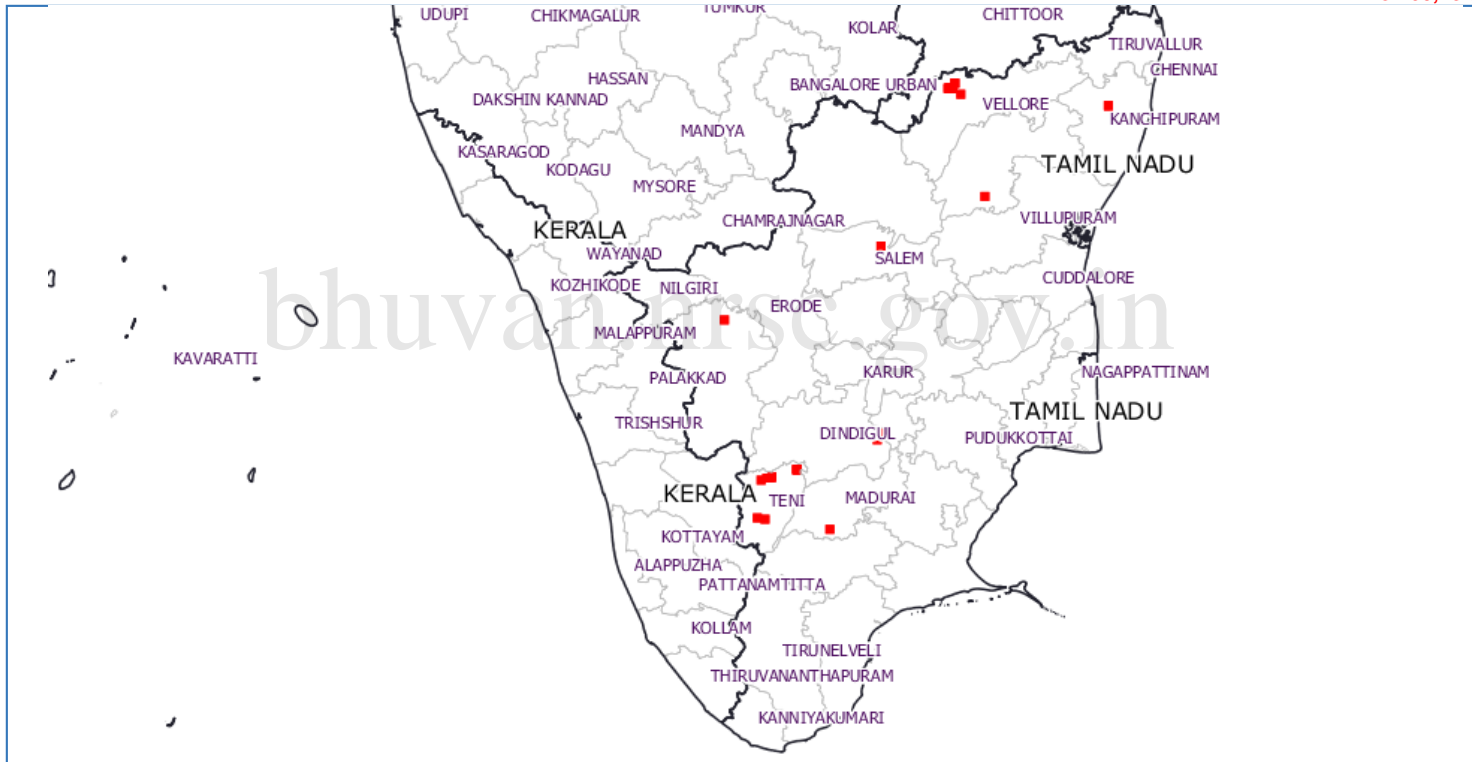 UDUPI
CHIKMAGALUR
TUMKUR
CHITTOOR
KOLAR
TIRUVALLUR
CHENNAI
HASSAN
BANGALORE URBAN
DAKSHIN KANNAD
VELLORE
KANCHIPURAM
MANDYA
KASARAGOD
TAMIL NADU
KODAGU
MYSORE
CHAMRAJNAGAR
VILLUPURAM
KERALA
WAYANAD
SALEM
KOZHIKODE
NILGIRI
CUDDALORE
ERODE
bhuvan.nrsc.gov.in
MALAPPURAM
KAVARATTI
PALAKKAD
KARUR
NAGAPPATTINAM
TAMIL NADU
TRISHSHUR
DINDIGUL
PUDUKKOTTAI
KERALA
TENI
MADURAI
KOTTAYAM
ALAPPUZHA
PATTANAMTITTA
KOLLAM
TIRUNELVELI
THIRUVANANTHAPURAM
KANNIYAKUMARI